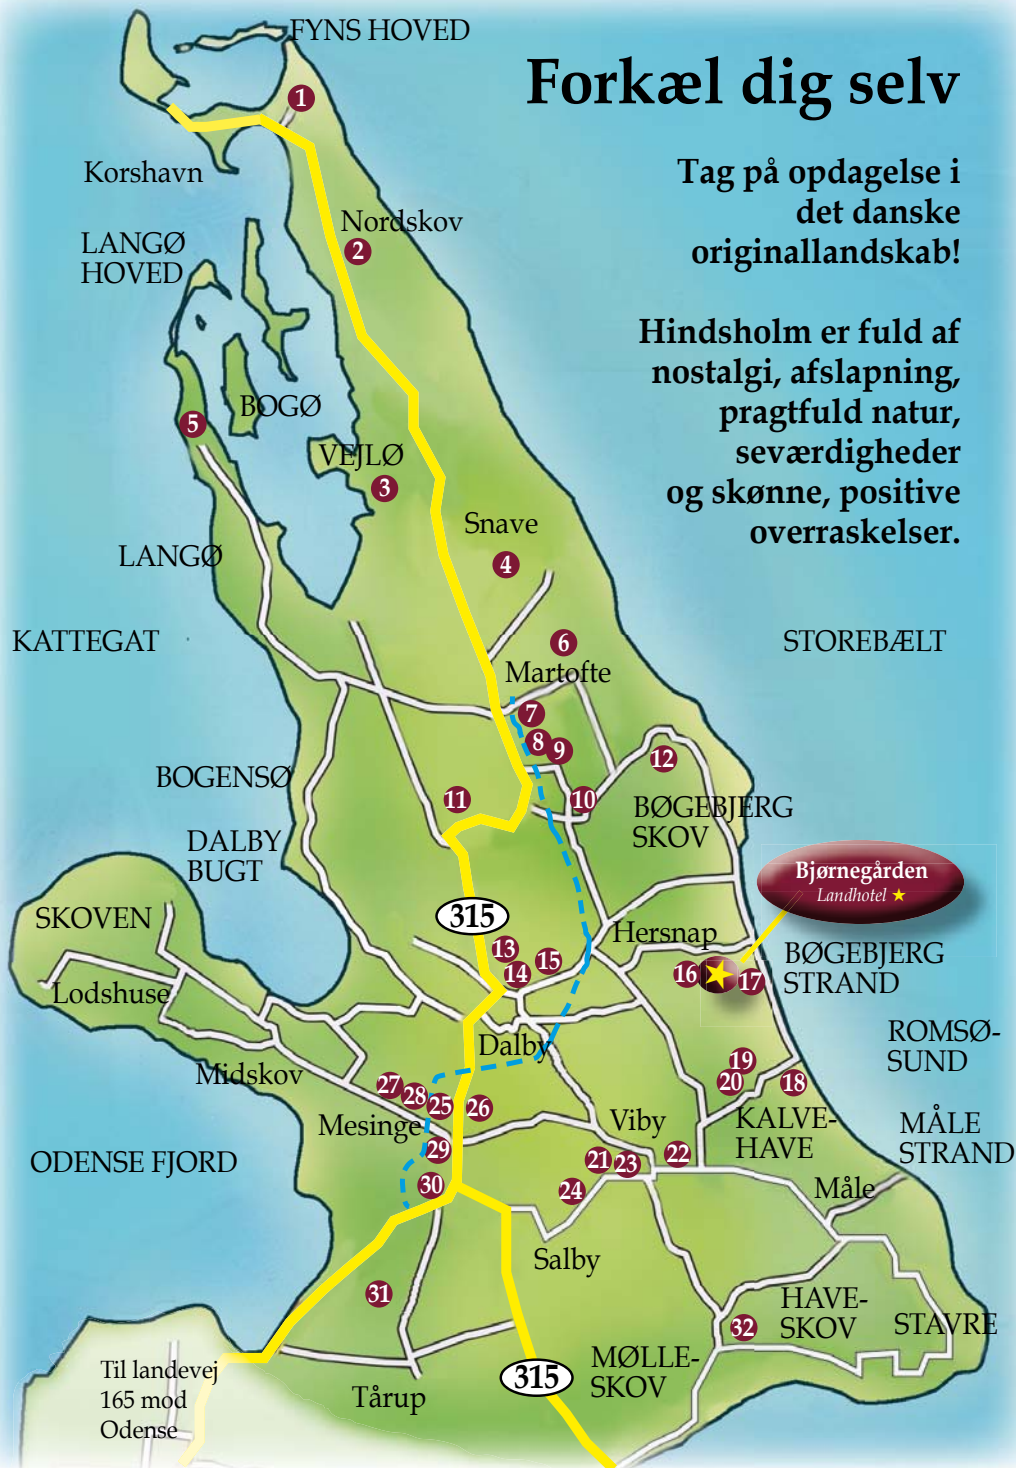 FYNS HOVED
Forkæl dig selv
1
Tag på opdagelse i
det danske
originallandskab!
Korshavn
Nordskov
2
LANGØ
HOVED
Hindsholm er fuld af
nostalgi, afslapning,
pragtfuld natur,
seværdigheder
og skønne, positive
overraskelser.
BOGØ
5
VEJLØ
3
Snave
4
LANGØ
KATTEGAT
STOREBÆLT
6
Martofte
7
8
9
12
BOGENSØ
11
10
BØGEBJERG
SKOV
DALBY
BUGT
Bjørnegården
Landhotel
315
SKOVEN
Hersnap
13
15
14
16
17
BØGEBJERG
STRAND
Lodshuse
ROMSØ-
SUND
Dalby
19
20
18
Midskov
27
28
25
26
Mesinge
Viby
KALVE-
HAVE
MÅLE
STRAND
29
ODENSE FJORD
21
23
22
30
24
Måle
Salby
31
HAVE-
SKOV
32
STAVRE
MØLLE-
SKOV
315
Til landevej
165 mod
Odense
Tårup